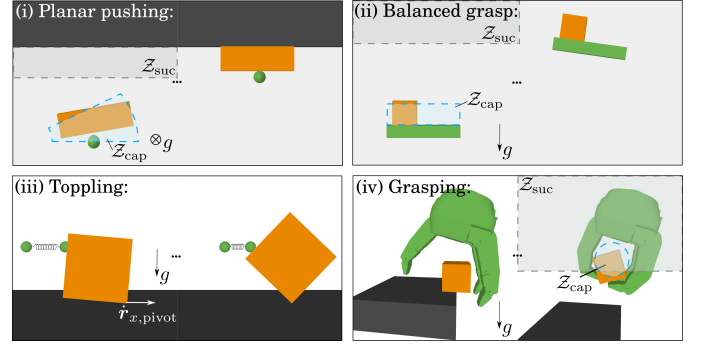 (i) Planar pushing:
𝒵suc
...
𝒵cap
⊗g
(ii) Balanced grasp:
𝒵suc
...
𝒵cap
g
(iii) Toppling:
...
g
ṙx,pivot
(iv) Grasping:
𝒵suc
...
𝒵cap
g